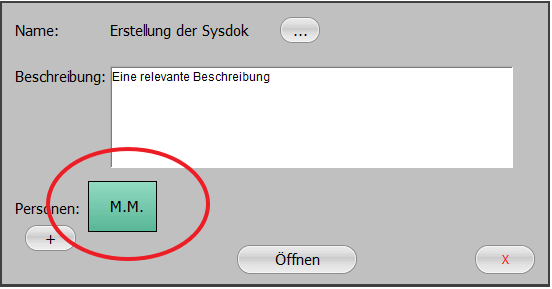 Name: Erstellung der Sysdok ...
Beschreibung: Eine relevante Beschreibung
Personen: M.M.
+
Öffnen X